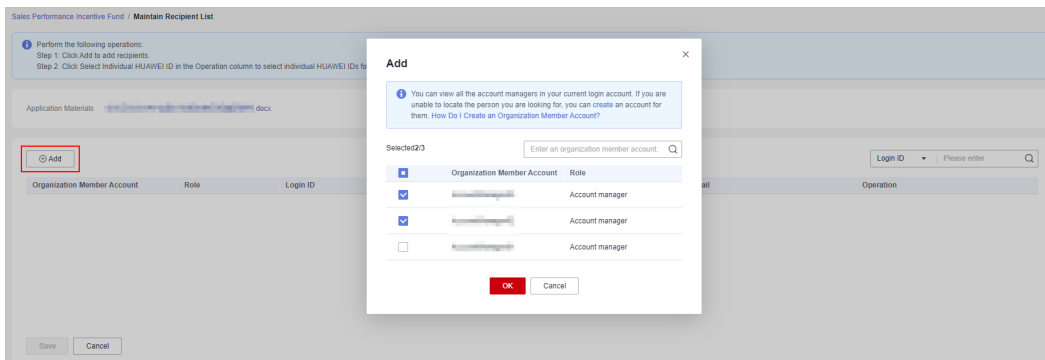 Sales Performance Incentive Fund / Maintain Recipient List
Perform the following operations:
Step 1: Click Add to add recipients.
Step 2. Click Select Individual HUAWEI ID in the Operation column to select individual HUAWEI IDs fo
Application Materials docx
Add
Login ID Please enter
Organization Member Account Role Login ID ail Operation
Save Cancel
Add
You can view all the account managers in your current login account. If you are
unable to locate the person you are looking for, you can create an account for
them. How Do I Create an Organization Member Account?
Selected2/3 Enter an organization member account.
Organization Member Account Role
Account manager
Account manager
Account manager
OK Cancel